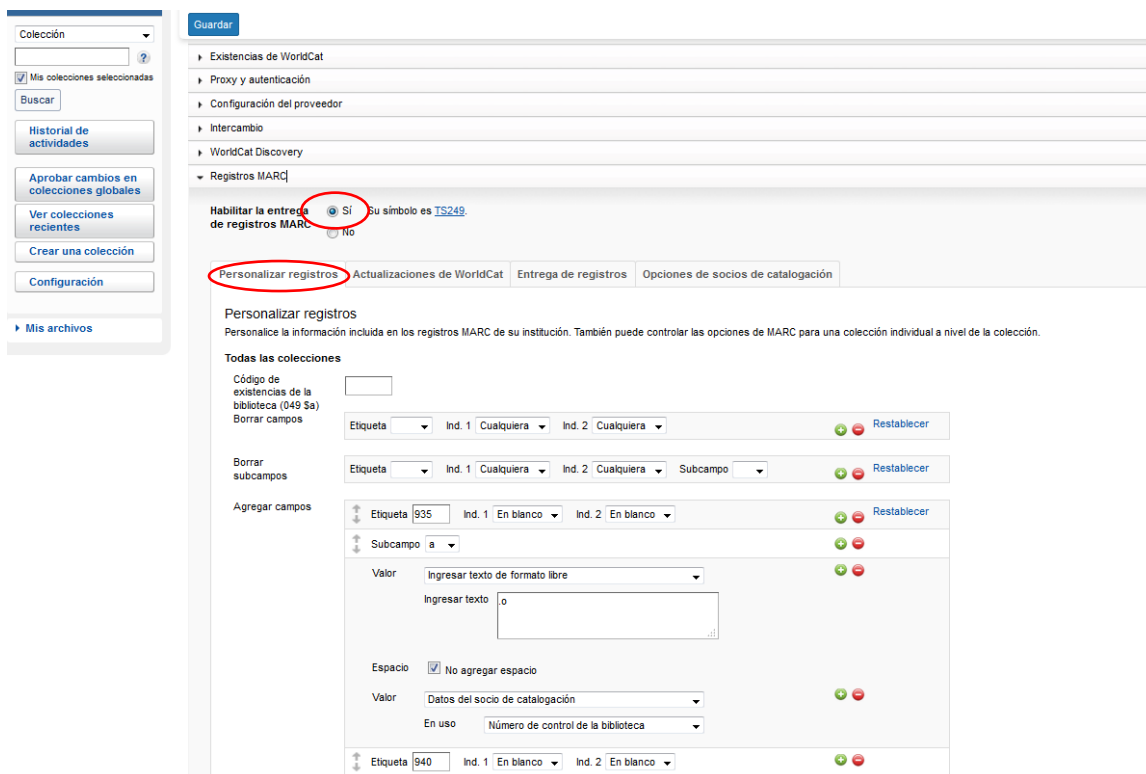 Guardar
Colección
?
Mis colecciones seleccionadas
Buscar
Historial de
actividades
Aprobar cambios en
colecciones globales
Ver colecciones
recientes
Crear una colección
Configuración
Mis archivos
Existencias de WorldCat
Proxy y autenticación
Configuración del proveedor
Intercambio
WorldCat Discovery
Registros MARC
Habilitar la entrega
de registros MARC
Sí Su símbolo es TS249.
No
Personalizar registros Actualizaciones de WorldCat Entrega de registros Opciones de socios de catalogación
Personalizar registros
Personalice la información incluida en los registros MARC de su institución. También puede controlar las opciones de MARC para una colección individual a nivel de la colección.
Todas las colecciones
Código de
existencias de la
biblioteca (049 $a)
Borrar campos
Etiqueta Ind. 1 Cualquiera Ind. 2 Cualquiera Restablecer
Borrar
subcampos
Etiqueta Ind. 1 Cualquiera Ind. 2 Cualquiera Subcampo Restablecer
Agregar campos
Etiqueta 935 Ind. 1 En blanco Ind. 2 En blanco Restablecer
Subcampo a
Valor Ingresar texto de formato libre
Ingresar texto .o
Espacio No agregar espacio
Valor Datos del socio de catalogación
En uso Número de control de la biblioteca
Etiqueta 940 Ind. 1 En blanco Ind. 2 En blanco